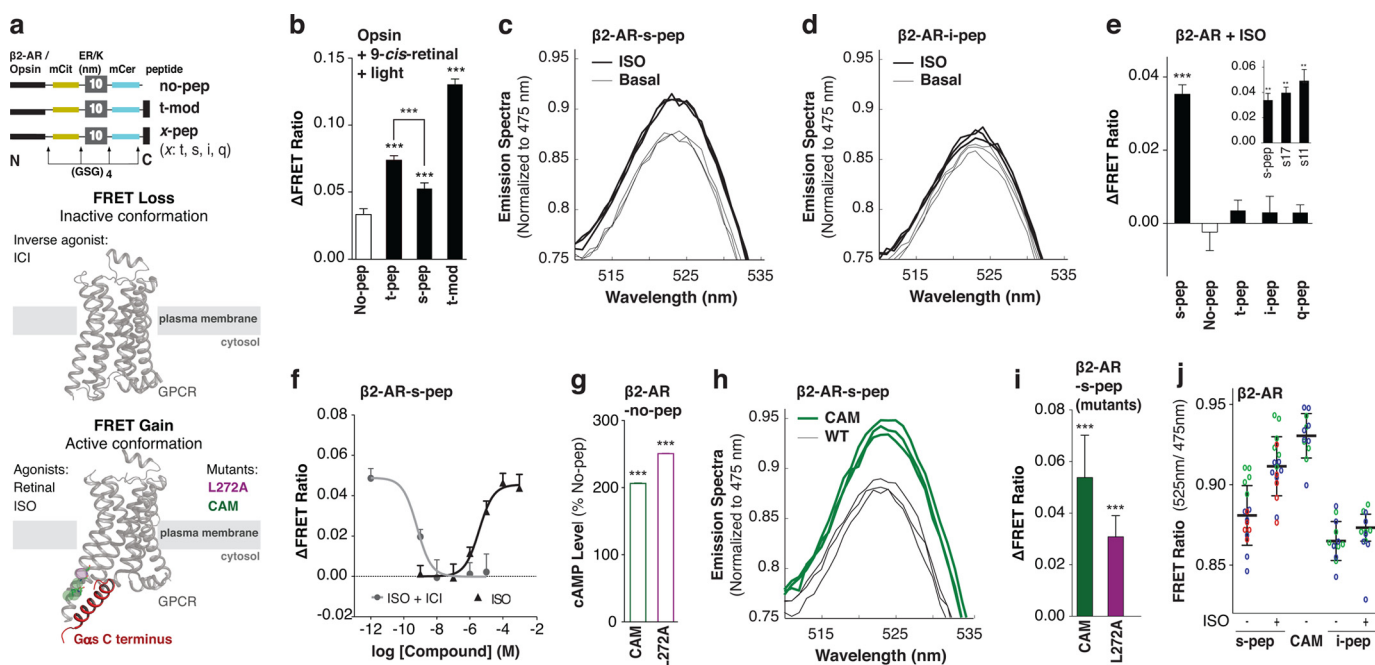 a
β2-AR /
Opsin
mCit
ER/K
(nm)
mCer
peptide
10
no-pep
10
t-mod
10
x-pep
(x: t, s, i, q)
N
C
(GSG) 4
FRET Loss
Inactive conformation
Inverse agonist:
ICI
plasma membrane
cytosol
GPCR
FRET Gain
Active conformation
Agonists:
Retinal
ISO
Mutants:
L272A
CAM
plasma membrane
cytosol
GPCR
Gαs C terminus
b
Opsin
+ 9-cis-retinal
+ light
ΔFRET Ratio
0.15
0.10
0.05
0.00
***
***
***
***
No-pep
t-pep
s-pep
t-mod
c
β2-AR-s-pep
ISO
Basal
Emission Spectra
(Normalized to 475 nm)
0.95
0.9
0.85
0.8
0.75
515
525
535
Wavelength (nm)
d
β2-AR-i-pep
ISO
Basal
Emission Spectra
(Normalized to 475 nm)
0.95
0.9
0.85
0.8
0.75
515
525
535
Wavelength (nm)
e
β2-AR + ISO
ΔFRET Ratio
0.04
0.02
0.00
***
s-pep
No-pep
t-pep
i-pep
q-pep
0.06
0.04
0.02
0.00
**
**
**
s-pep
s17
s11
f
β2-AR-s-pep
ΔFRET Ratio
0.08
0.06
0.04
0.02
0.00
-0.02
ISO + ICI
ISO
-12
-10
-8
-6
-4
-2
log [Compound] (M)
g
β2-AR
-no-pep
cAMP Level (% No-pep)
300
200
100
0
***
***
CAM
L272A
h
β2-AR-s-pep
CAM
WT
Emission Spectra
(Normalized to 475 nm)
0.95
0.9
0.85
0.8
0.75
515
525
535
Wavelength (nm)
i
β2-AR
-s-pep
(mutants)
ΔFRET Ratio
0.08
0.06
0.04
0.02
0.00
***
***
CAM
L272A
j
β2-AR
FRET Ratio (525nm/ 475nm)
0.95
0.90
0.85
ISO
-
+
-
-
+
s-pep
CAM
i-pep